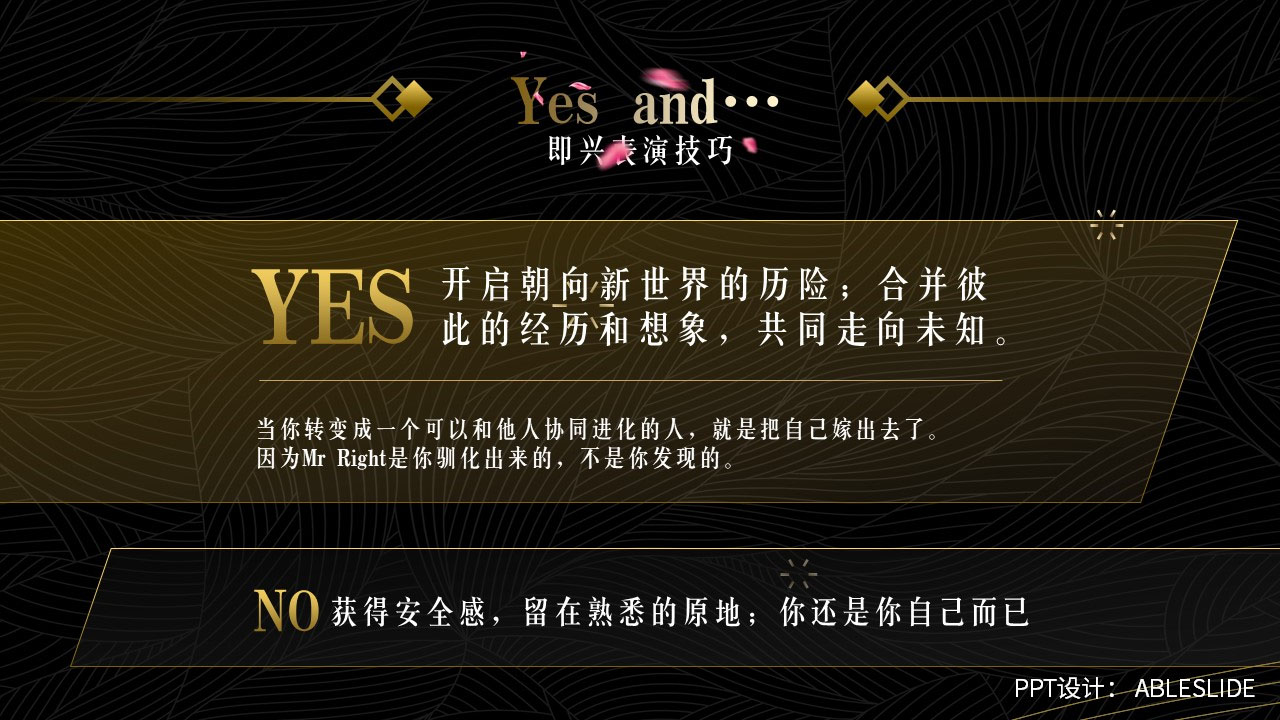 Yes and···
即兴表演技巧
YES
开启朝向新世界的历险；合并彼
此的经历和想象，共同走向未知。
当你转变成一个可以和他人协同进化的人，就是把自己嫁出去了。
因为Mr Right是你驯化出来的，不是你发现的。
NO 获得安全感，留在熟悉的原地；你还是你自己而已
PPT设计： ABLESLIDE